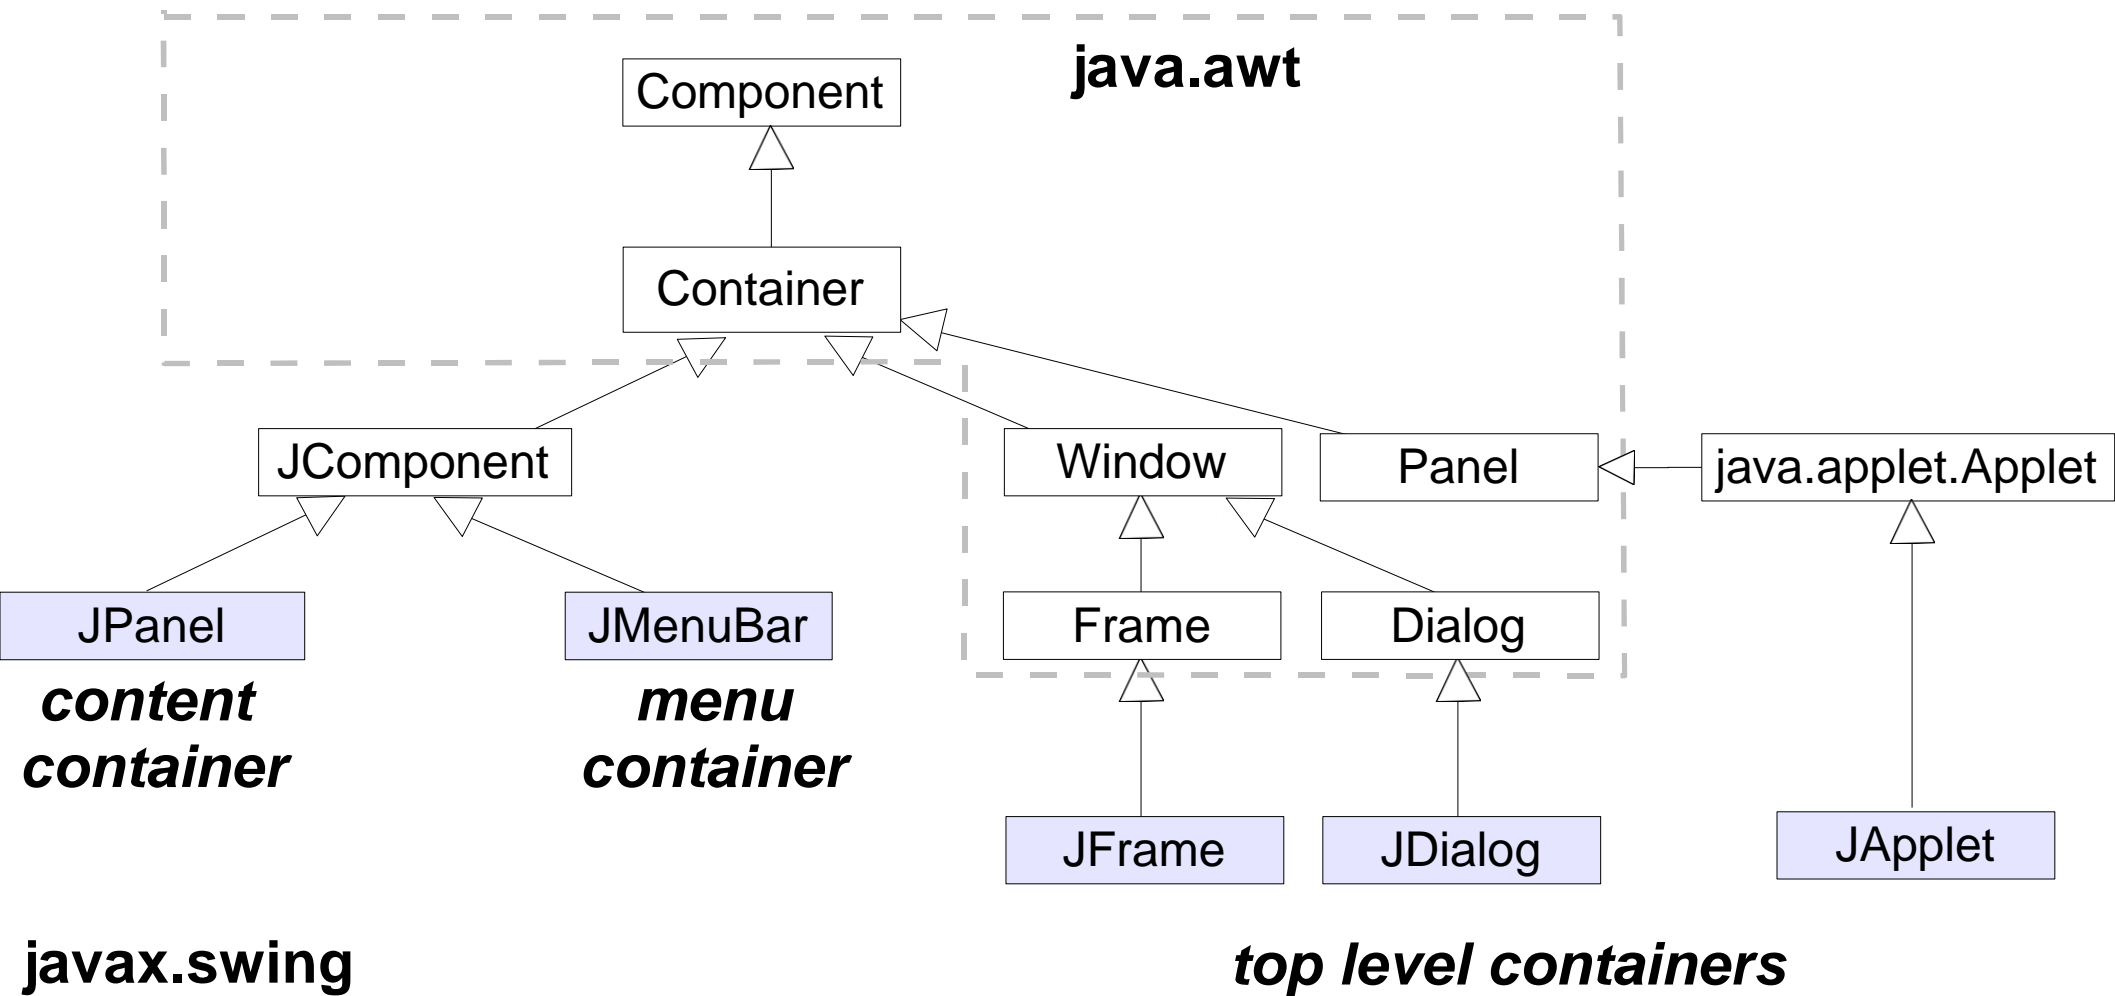 java.awt
Component
Container
JComponent
Window
Panel
java.applet.Applet
JPanel
JMenuBar
Frame
Dialog
content
container
menu
container
JFrame
JDialog
JApplet
javax.swing
top level containers